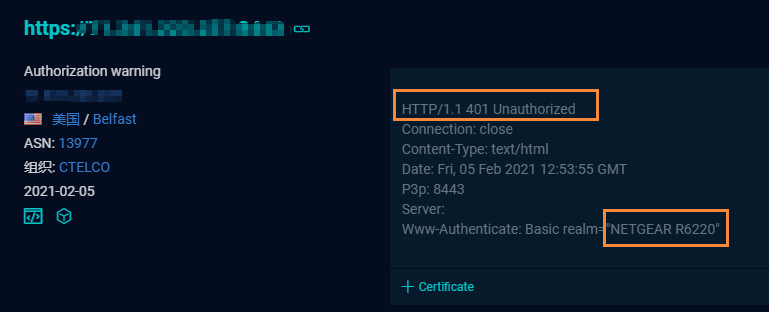 https:/
Authorization warning
美国 / Belfast
ASN: 13977
组织: CTELCO
2021-02-05
HTTP/1.1 401 Unauthorized
Connection: close
Content-Type: text/html
Date: Fri, 05 Feb 2021 12:53:55 GMT
P3p: 8443
Server:
Www-Authenticate: Basic realm="NETGEAR R6220"
Certificate